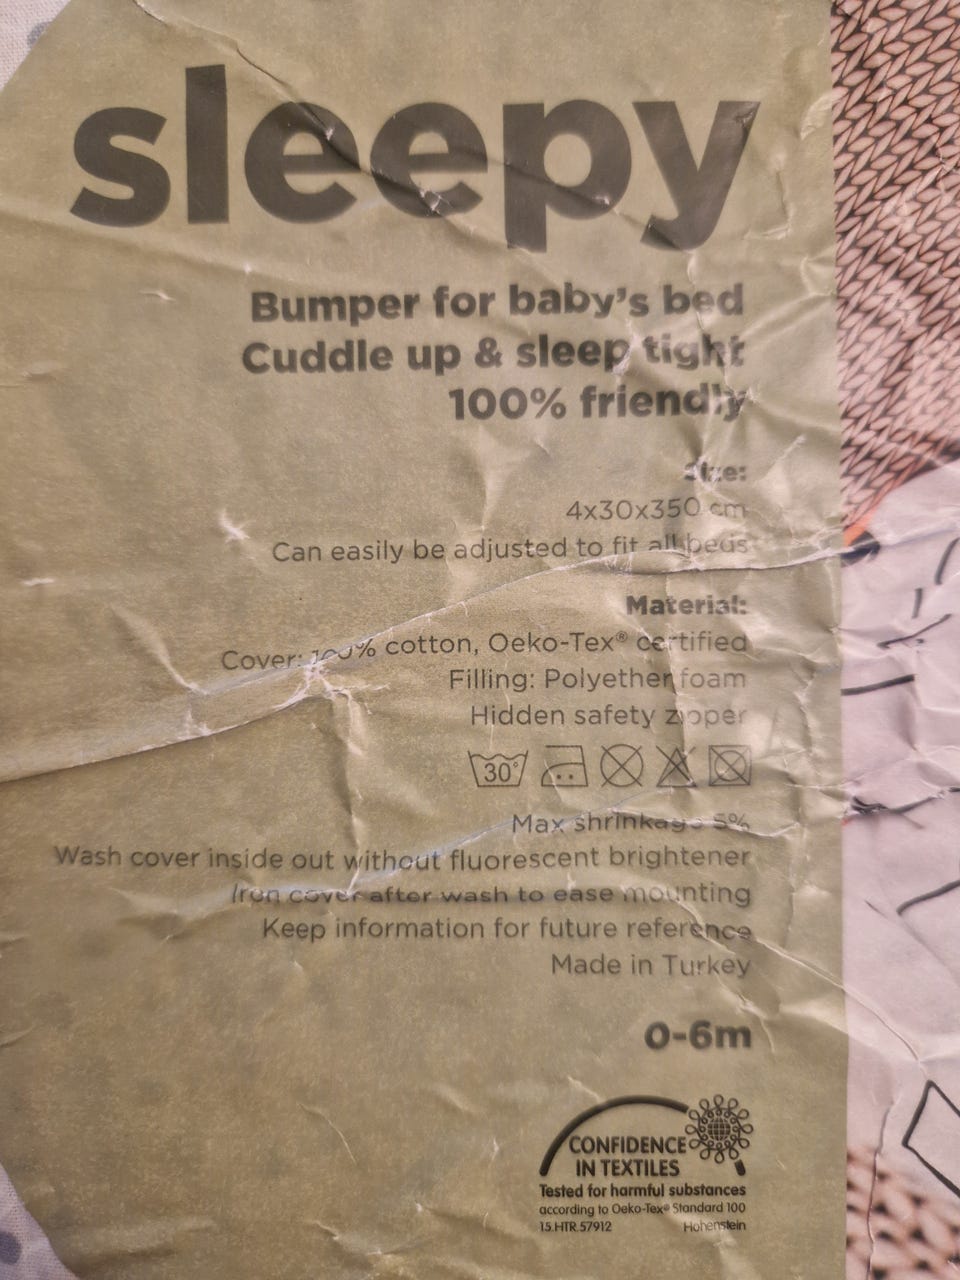 sleepy
Bumper for baby's bed
Cuddle up & sleep tight
100% friendly
Size:
4x30x350 cm
Can easily be adjusted to fit all beds
Material:
Cover: 100% cotton, Oeko-Tex® certified
Filling: Polyether foam
Hidden safety zipper
30°
Max shrinkage 5%
Wash cover inside out without fluorescent brightener
Iron cover after wash to ease mounting
Keep information for future reference
Made in Turkey
0-6m
CONFIDENCE
IN TEXTILES
Tested for harmful substances
according to Oeko-Tex® Standard 100
15.HTR.57912 Hohenstein